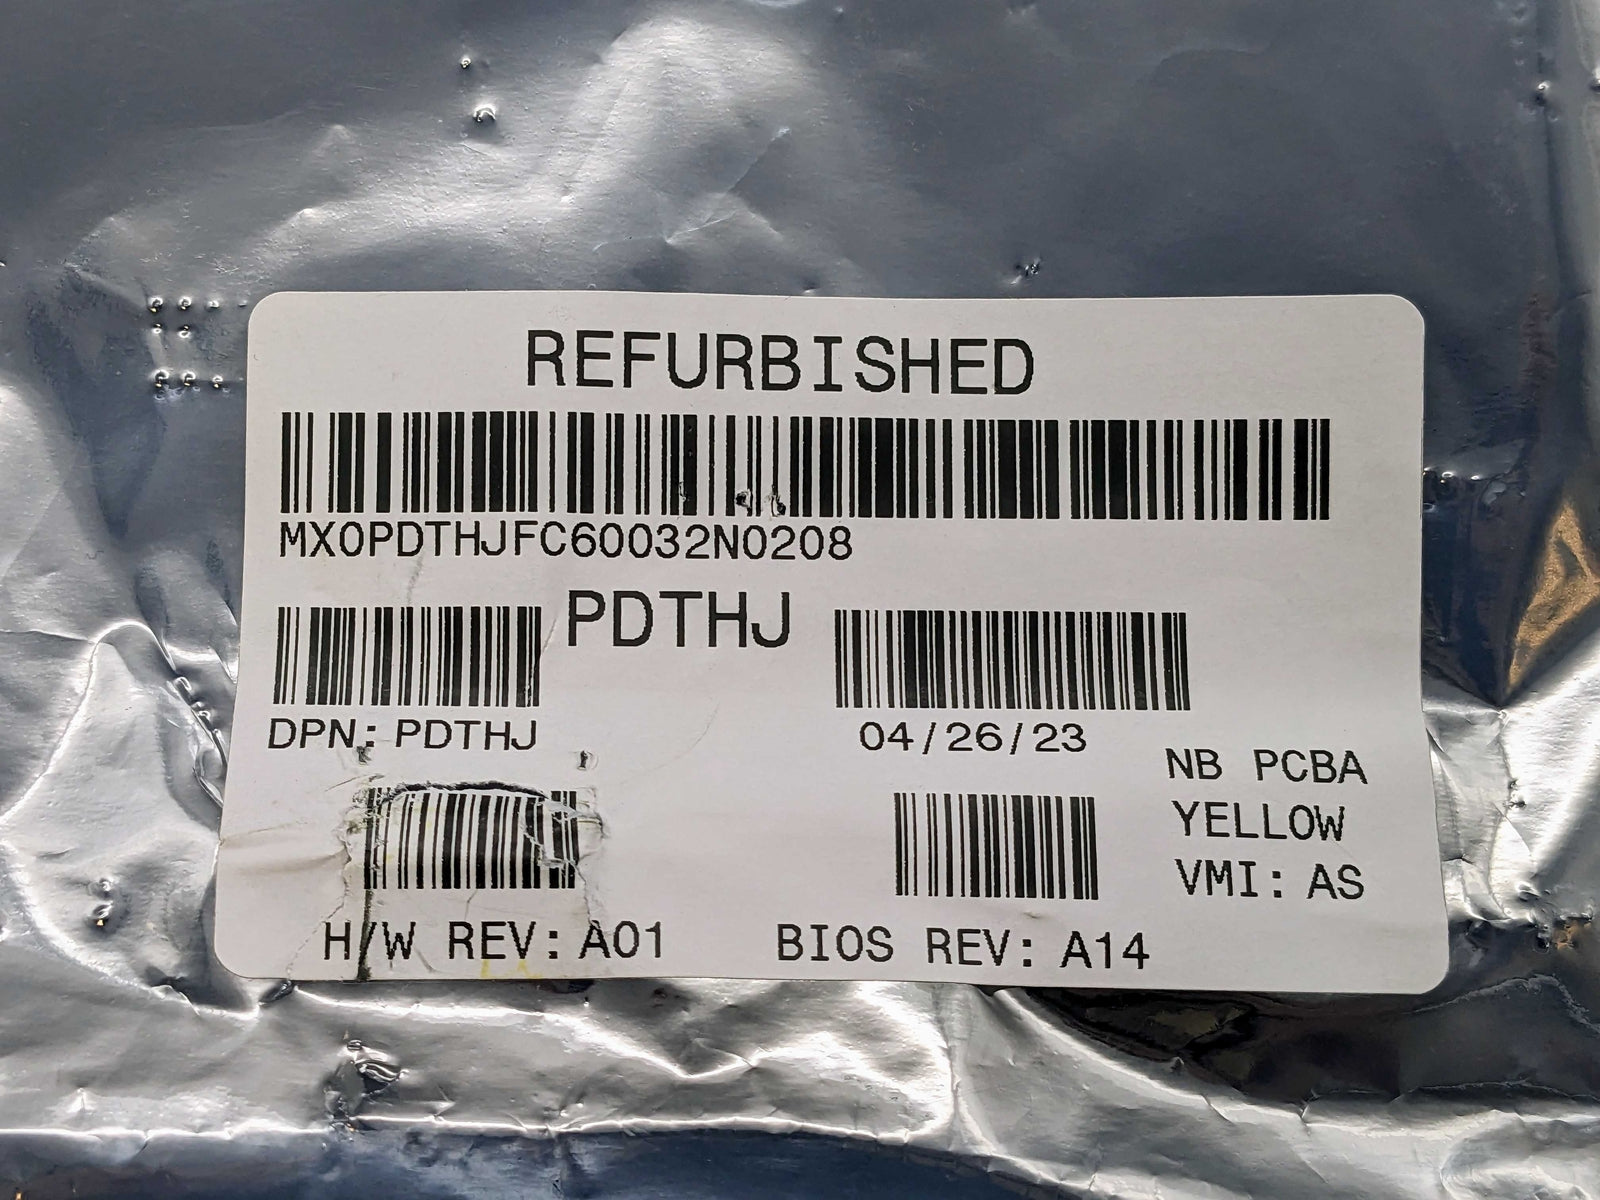 REFURBISHED
MX0PDTHJFC60032N0208
PDTHJ
DPN: PDTHJ
04/26/23
NB PCBA
YELLOW
VMI: AS
H/W REV: A01
BIOS REV: A14